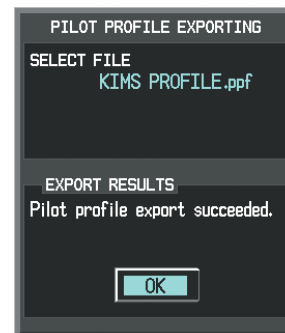 PILOT PROFILE EXPORTING
SELECT FILE
KIMS PROFILE.ppf
EXPORT RESULTS
Pilot profile export succeeded.
OK